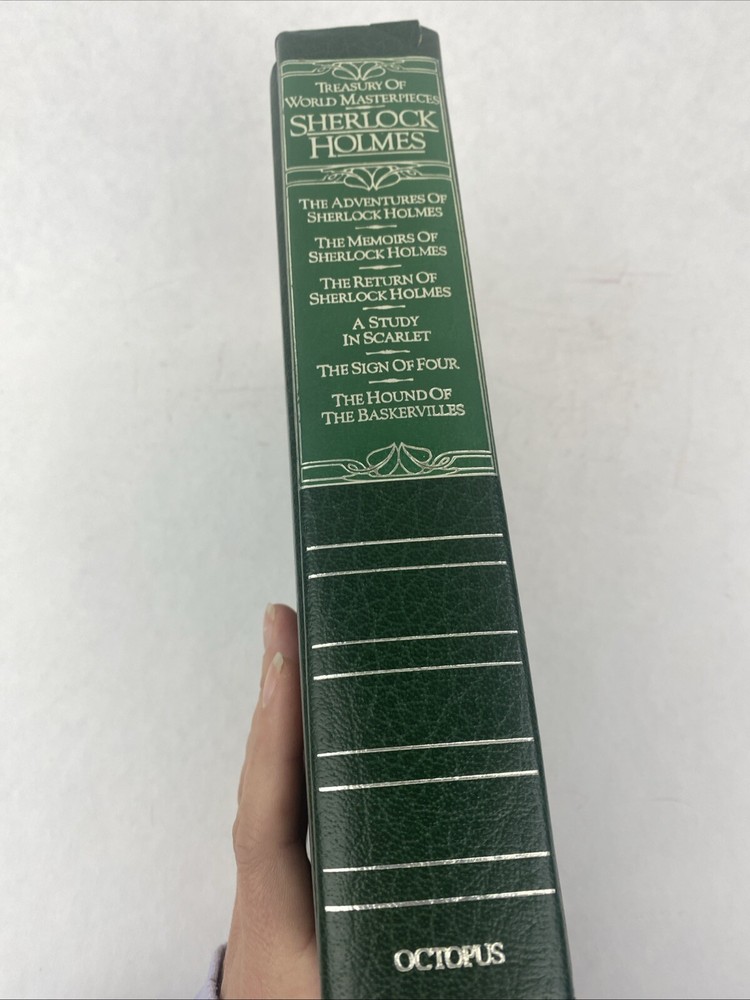 TREASURY OF
WORLD MASTERPIECES
SHERLOCK
HOLMES
THE ADVENTURES OF
SHERLOCK HOLMES
THE MEMOIRS OF
SHERLOCK HOLMES
THE RETURN OF
SHERLOCK HOLMES
A STUDY
IN SCARLET
THE SIGN OF FOUR
THE HOUND OF
THE BASKERVILLES
OCTOPUS